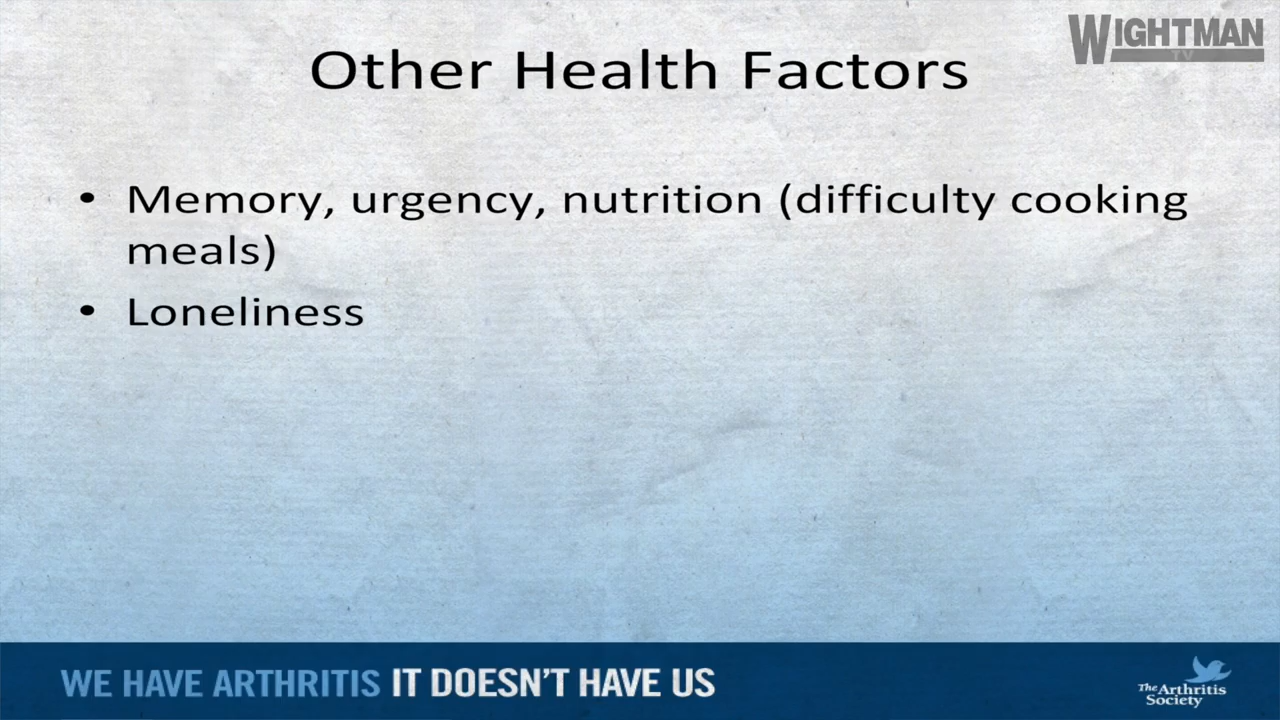 WIGHTMAN
TV
Other Health Factors
• Memory, urgency, nutrition (difficulty cooking
meals)
• Loneliness
WE HAVE ARTHRITIS IT DOESN'T HAVE US
The Arthritis
Society